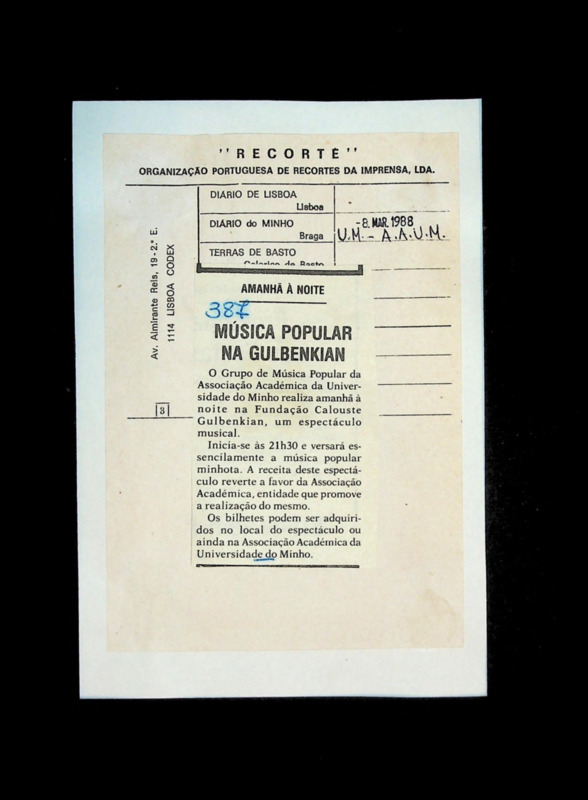 "RECORTE"
ORGANIZAÇÃO PORTUGUESA DE RECORTES DA IMPRENSA, LDA.
DIÁRIO DE LISBOA
Lisboa
DIÁRIO do MINHO
Braga
-8. MAR. 1988
U.M. - A.A.U.M.
TERRAS DE BASTO
Celorico de Basto
Av. Almirante Reis, 19-2.º E.
1114 LISBOA CODEX
3
AMANHÃ À NOITE
387
MÚSICA POPULAR
NA GULBENKIAN
O Grupo de Música Popular da
Associação Académica da Univer-
sidade do Minho realiza amanhã à
noite na Fundação Calouste
Gulbenkian, um espectáculo
musical.
Inicia-se às 21h30 e versará es-
sencilamente a música popular
minhota. A receita deste espectá-
culo reverte a favor da Associação
Académica, entidade que promove
a realização do mesmo.
Os bilhetes podem ser adquiri-
dos no local do espectáculo ou
ainda na Associação Académica da
Universidade do Minho.